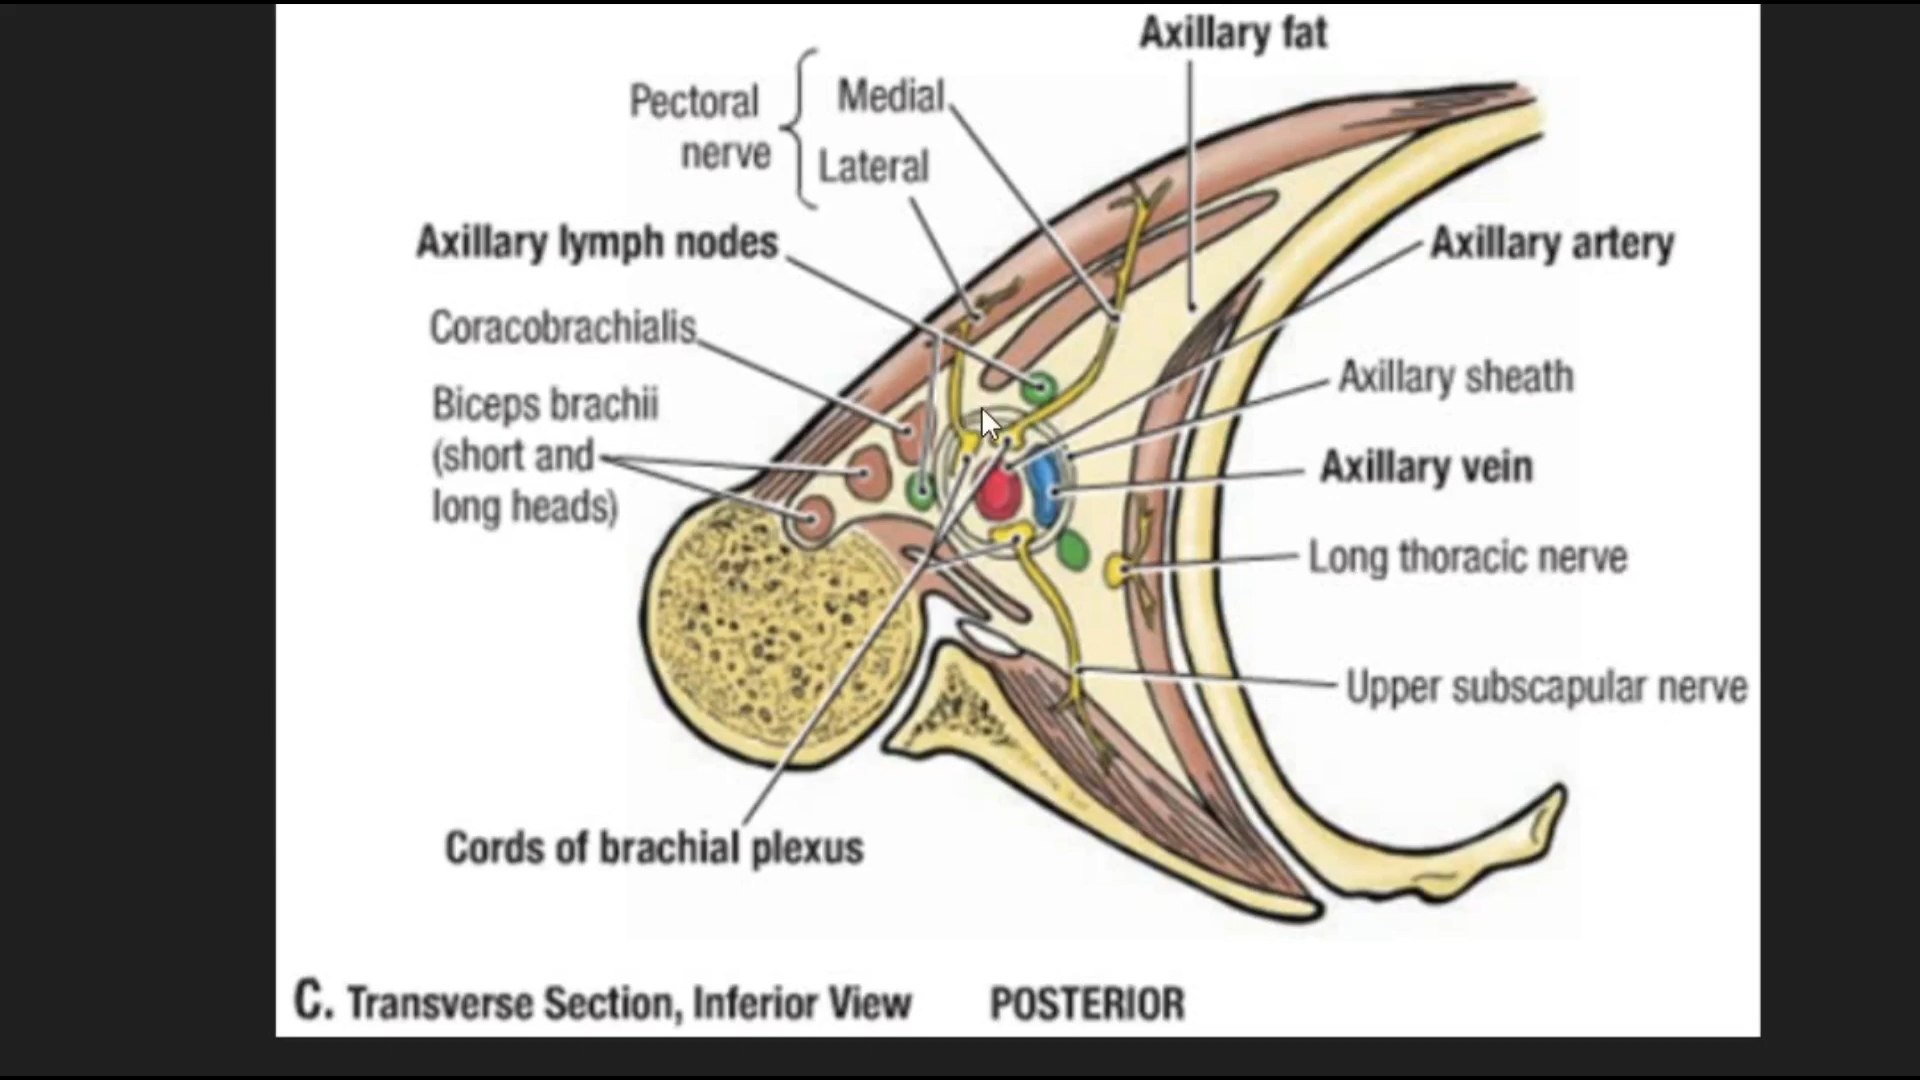 Axillary fat
Pectoral nerve
Medial
Lateral
Axillary lymph nodes
Axillary artery
Coracobrachialis
Axillary sheath
Biceps brachii
(short and
long heads)
Axillary vein
Long thoracic nerve
Upper subscapular nerve
Cords of brachial plexus
C. Transverse Section, Inferior View
POSTERIOR